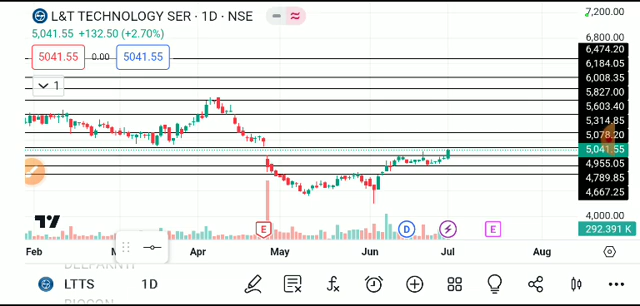 L&T TECHNOLOGY SER · 1D · NSE
5,041.55 +132.50 (+2.70%)
5041.55 0.00 5041.55
1
7,200.00
6,800.00
6,474.20
6,184.05
6,008.35
5,827.00
5,603.40
5,314.85
5,078.20
5,041.55
4,955.05
4,789.85
4,667.25
4,000.00
292.391 K
E D E
Feb Apr May Jun Jul Aug
LTTS 1D